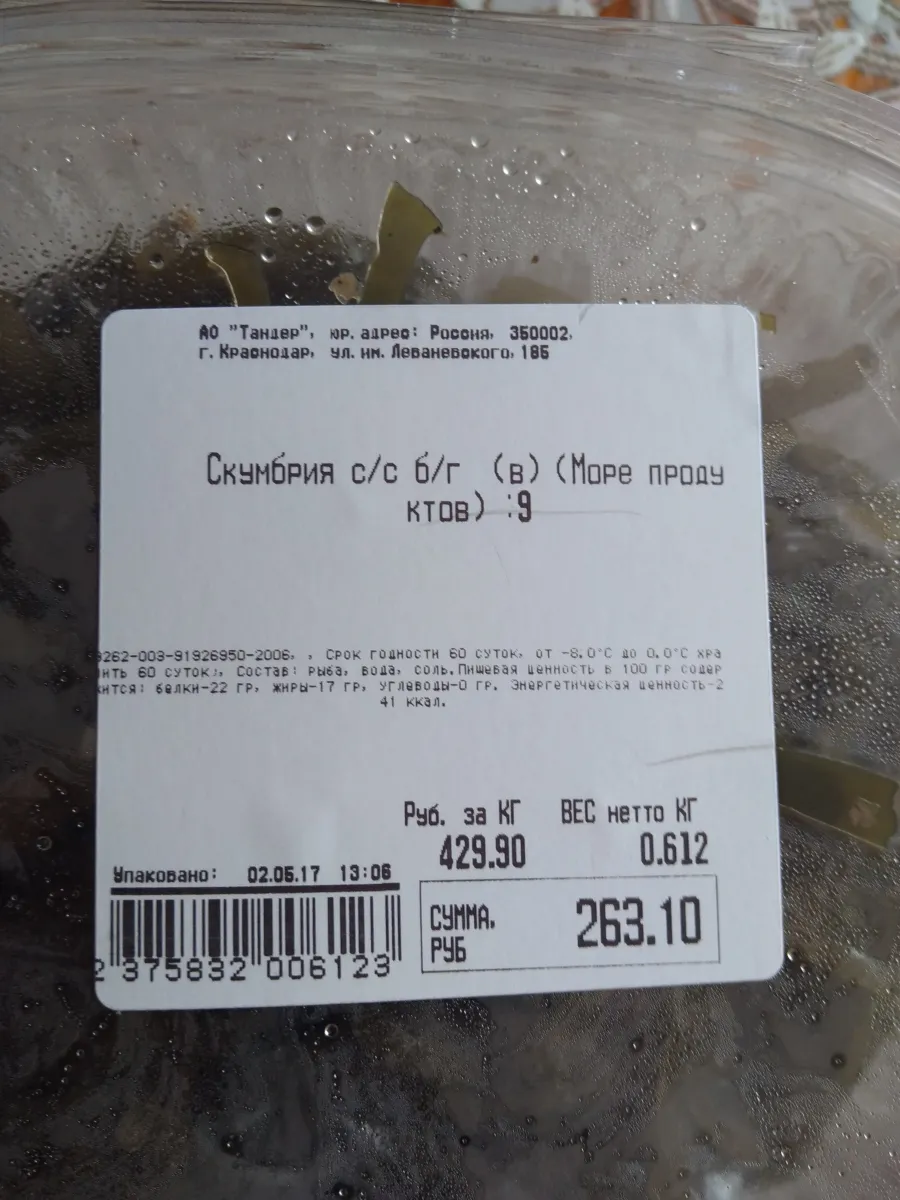 АО "Тандер", юр. адрес: Россия, 350002,
г. Краснодар, ул. им. Леваневского, 185
Скумбрия с/с б/г (в) (Море проду
ктов) :9
9262-003-91926950-2006, , Срок годности 60 суток, от -8,0°С до 0,0°С хра
ить 60 суток;, Состав: рыба, вода, соль.Пищевая ценность в 100 гр содер
жится: белки-22 гр, жиры-17 гр, углеводы-0 гр. Энергетическая ценность-2
41 ккал.
Руб. за КГ ВЕС нетто КГ
429.90 0.612
Упаковано: 02.05.17 13:06
СУММА, 263.10
РУБ
2 375832 006123